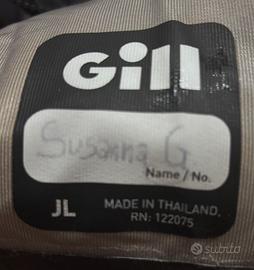 Gill
Susanna G.
Name / No.
JL
MADE IN THAILAND.
RN: 122075
subito